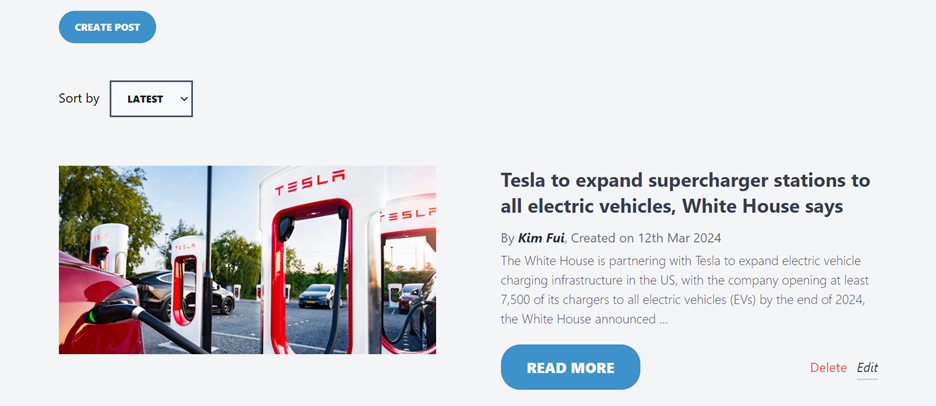 CREATE POST
Sort by LATEST
TESLA
TESLA
TESLA
Tesla to expand supercharger stations to
all electric vehicles, White House says
By Kim Fui, Created on 12th Mar 2024
The White House is partnering with Tesla to expand electric vehicle
charging infrastructure in the US, with the company opening at least
7,500 of its chargers to all electric vehicles (EVs) by the end of 2024,
the White House announced ...
READ MORE
Delete Edit